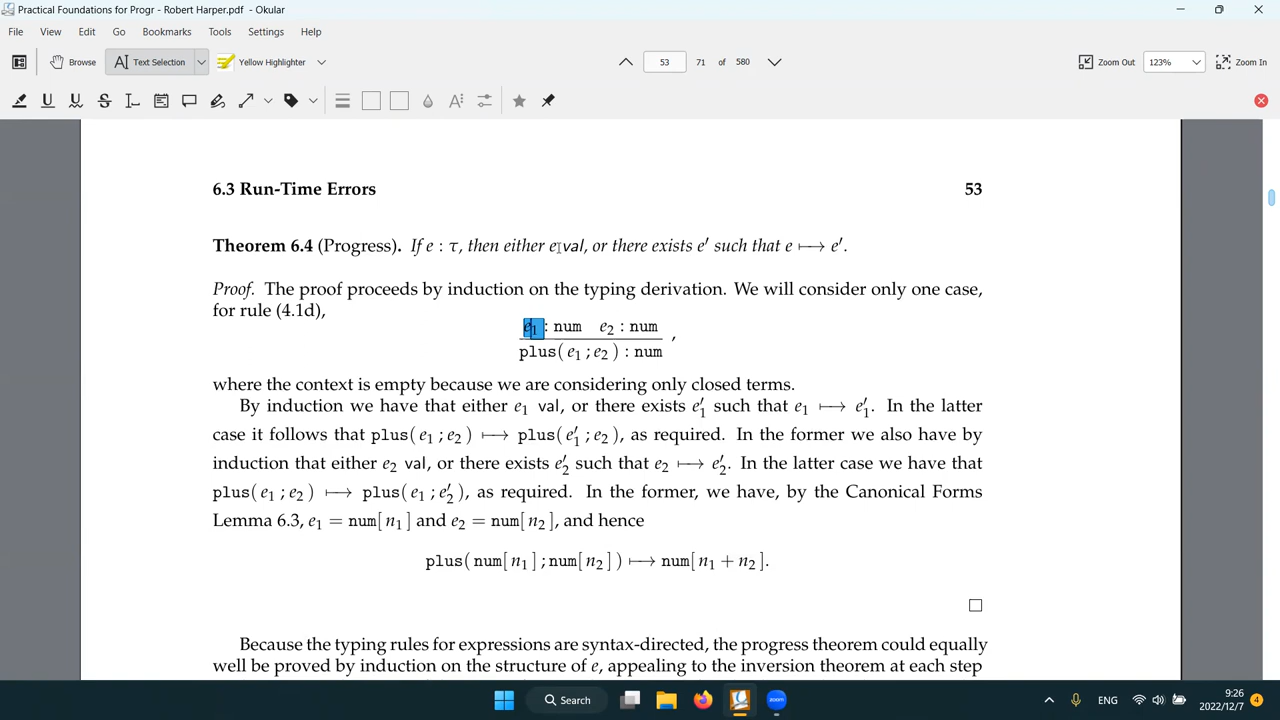 Practical Foundations for Progr - Robert Harper.pdf - Okular
File View Edit Go Bookmarks Tools Settings Help
Browse Text Selection Yellow Highlighter 53 71 of 580 Zoom Out 123% Zoom In
6.3 Run-Time Errors 53
Theorem 6.4 (Progress). If e : τ, then either e val, or there exists e′ such that e ⟼ e′.
Proof. The proof proceeds by induction on the typing derivation. We will consider only one case,
for rule (4.1d),
e₁ : num e₂ : num
,
plus(e₁;e₂) : num
where the context is empty because we are considering only closed terms.
By induction we have that either e₁ val, or there exists e₁′ such that e₁ ⟼ e₁′. In the latter
case it follows that plus(e₁;e₂) ⟼ plus(e₁′;e₂), as required. In the former we also have by
induction that either e₂ val, or there exists e₂′ such that e₂ ⟼ e₂′. In the latter case we have that
plus(e₁;e₂) ⟼ plus(e₁;e₂′), as required. In the former, we have, by the Canonical Forms
Lemma 6.3, e₁ = num[n₁] and e₂ = num[n₂], and hence
plus(num[n₁];num[n₂]) ⟼ num[n₁ + n₂].
□
Because the typing rules for expressions are syntax-directed, the progress theorem could equally
well be proved by induction on the structure of e, appealing to the inversion theorem at each step
Search zoom ENG 9:26 4
2022/12/7